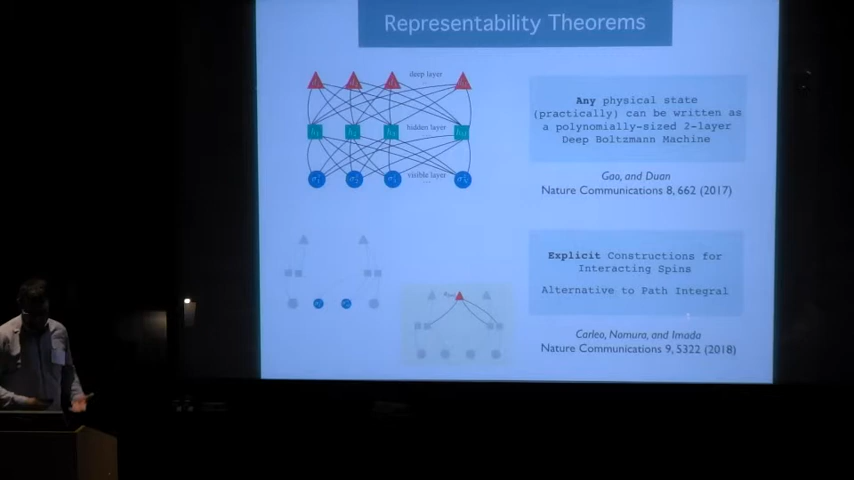 Representability Theorems
deep layer
hidden layer
visible layer
Any physical state
(practically) can be written as
a polynomially-sized 2-layer
Deep Boltzmann Machine
Gao, and Duan
Nature Communications 8, 662 (2017)
Explicit Constructions for
Interacting Spins
Alternative to Path Integral
Carleo, Nomura, and Imada
Nature Communications 9, 5322 (2018)